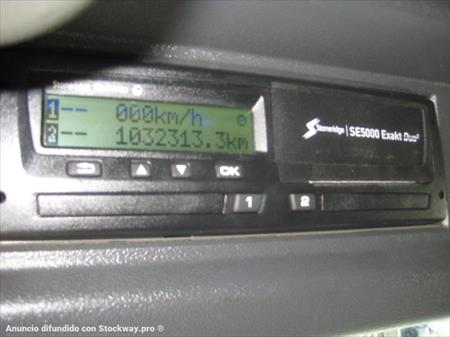 1 -- 000km/h
2 -- 1032313.3km
Stoneridge | SE5000 Exakt Duo²
OK
1 2
Anuncio difundido con Stockway.pro ®